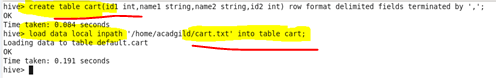 hive> create table cart(id1 int,name1 string,name2 string,id2 int) row format delimited fields terminated by ',';
OK
Time taken: 0.084 seconds
hive> load data local inpath '/home/acadgild/cart.txt' into table cart;
Loading data to table default.cart
OK
Time taken: 0.191 seconds
hive>